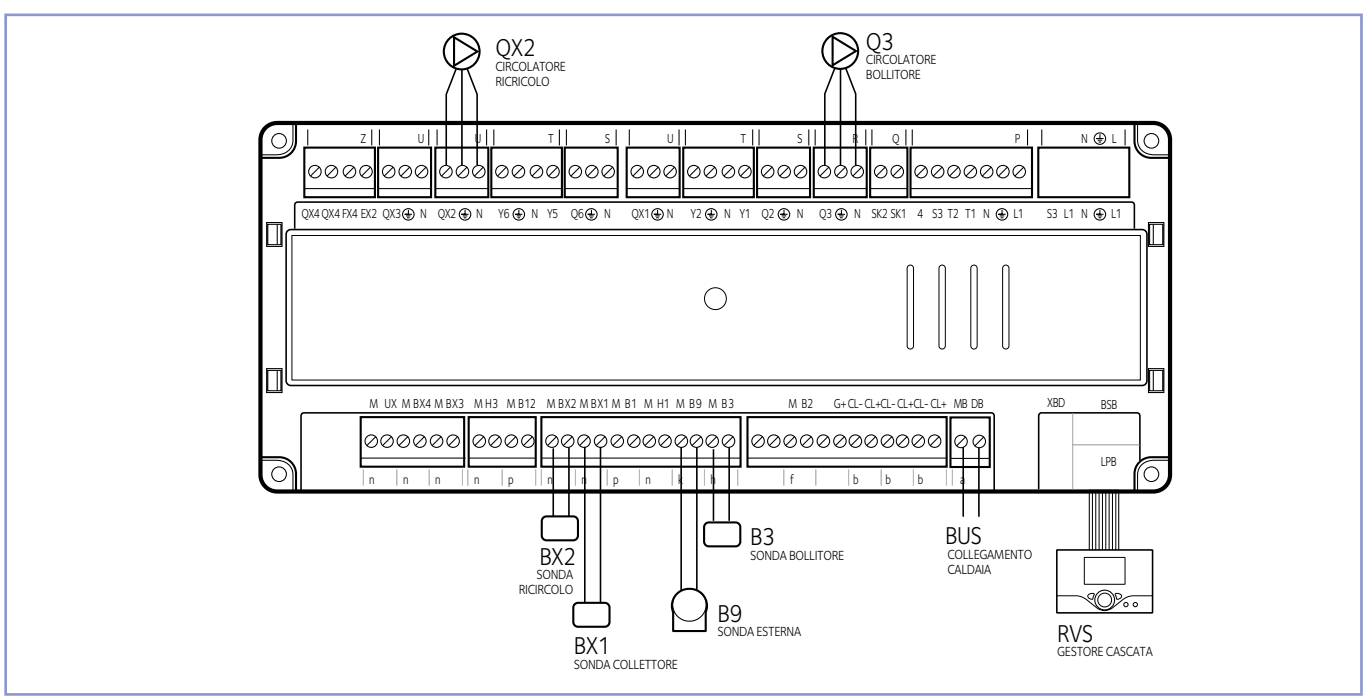 QX2
CIRCOLATORE
RICRICOLO
Q3
CIRCOLATORE
BOLLITORE
Z U U T S U T S R Q P N L
QX4 QX4 FX4 EX2 QX3 N QX2 N Y6 N Y5 Q6 N QX1 N Y2 N Y1 Q2 N Q3 N SK2 SK1 4 S3 T2 T1 N L1 S3 L1 N L1
M UX M BX4 M BX3 M H3 M B12 M BX2 M BX1 M B1 M H1 M B9 M B3 M B2 G+ CL- CL+ CL- CL+ CL- CL+ MB DB XBD BSB
LPB
n n n n p n n p n k h f b b b a
BX2
SONDA
RICIRCOLO
BX1
SONDA COLLETTORE
B9
SONDA ESTERNA
B3
SONDA BOLLITORE
BUS
COLLEGAMENTO
CALDAIA
RVS
GESTORE CASCATA